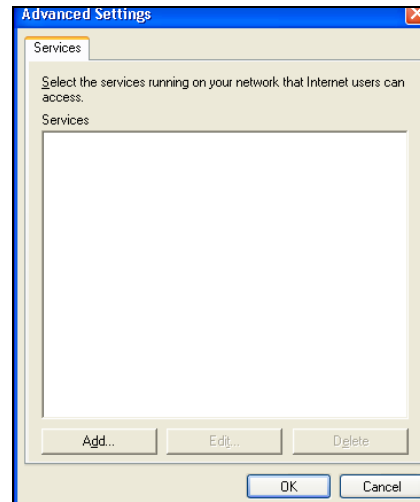 Advanced Settings
Services
Select the services running on your network that Internet users can
access.
Services
Add...
Edit...
Delete
OK
Cancel